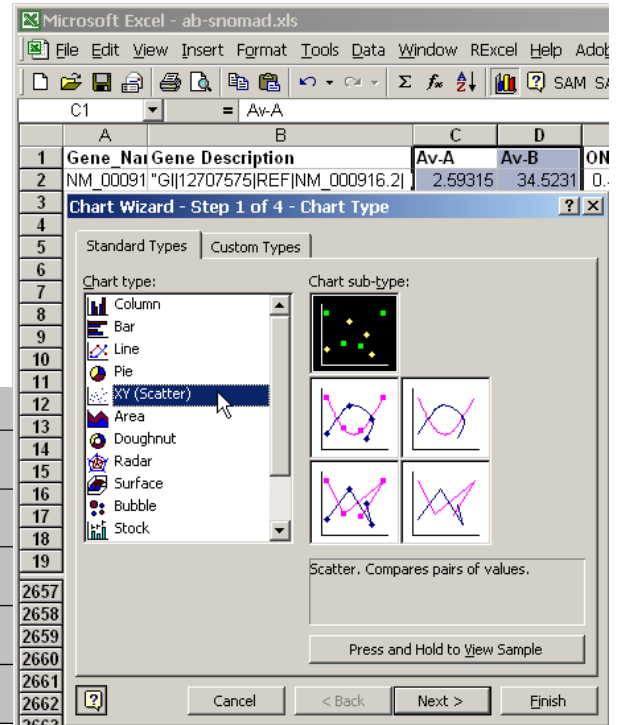 Microsoft Excel - ab-snomad.xls
File Edit View Insert Format Tools Data Window RExcel Help
SAM
C1 = Av-A
A B C D
1 Gene_Nar Gene Description Av-A Av-B ON
2 NM_00091 "GI|12707575|REF|NM_000916.2| 2.59315 34.5231
3
Chart Wizard - Step 1 of 4 - Chart Type
4
5
Standard Types Custom Types
6
7
Chart type: Chart sub-type:
8
Column
9
Bar
10
Line
Pie
11
XY (Scatter)
12
Area
13
Doughnut
14
Radar
15
Surface
16
Bubble
17
Stock
18
19
Scatter. Compares pairs of values.
2657
2658
2659
Press and Hold to View Sample
2660
2661
2662
Cancel < Back Next > Finish